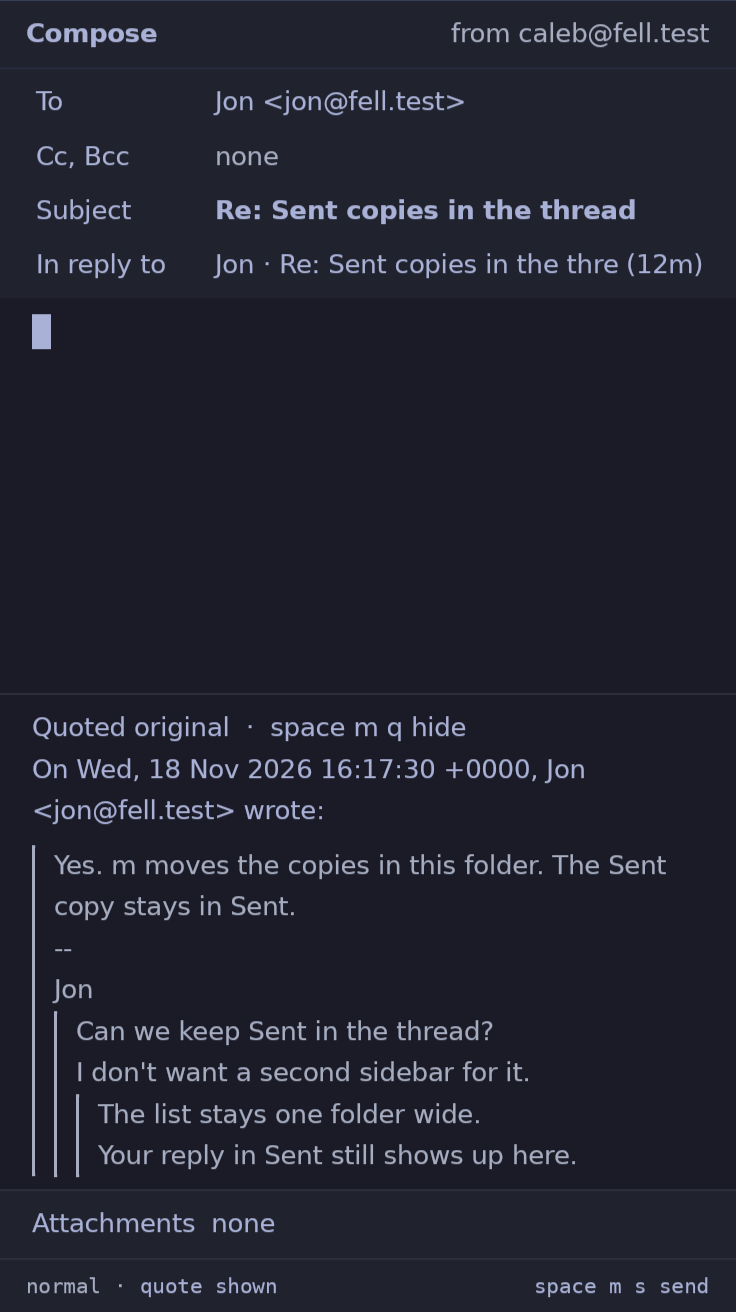 Compose from caleb@fell.test
To Jon <jon@fell.test>
Cc, Bcc none
Subject Re: Sent copies in the thread
In reply to Jon · Re: Sent copies in the thre (12m)
Quoted original · space m q hide
On Wed, 18 Nov 2026 16:17:30 +0000, Jon
<jon@fell.test> wrote:
Yes. m moves the copies in this folder. The Sent
copy stays in Sent.
--
Jon
Can we keep Sent in the thread?
I don't want a second sidebar for it.
The list stays one folder wide.
Your reply in Sent still shows up here.
Attachments none
normal · quote shown space m s send